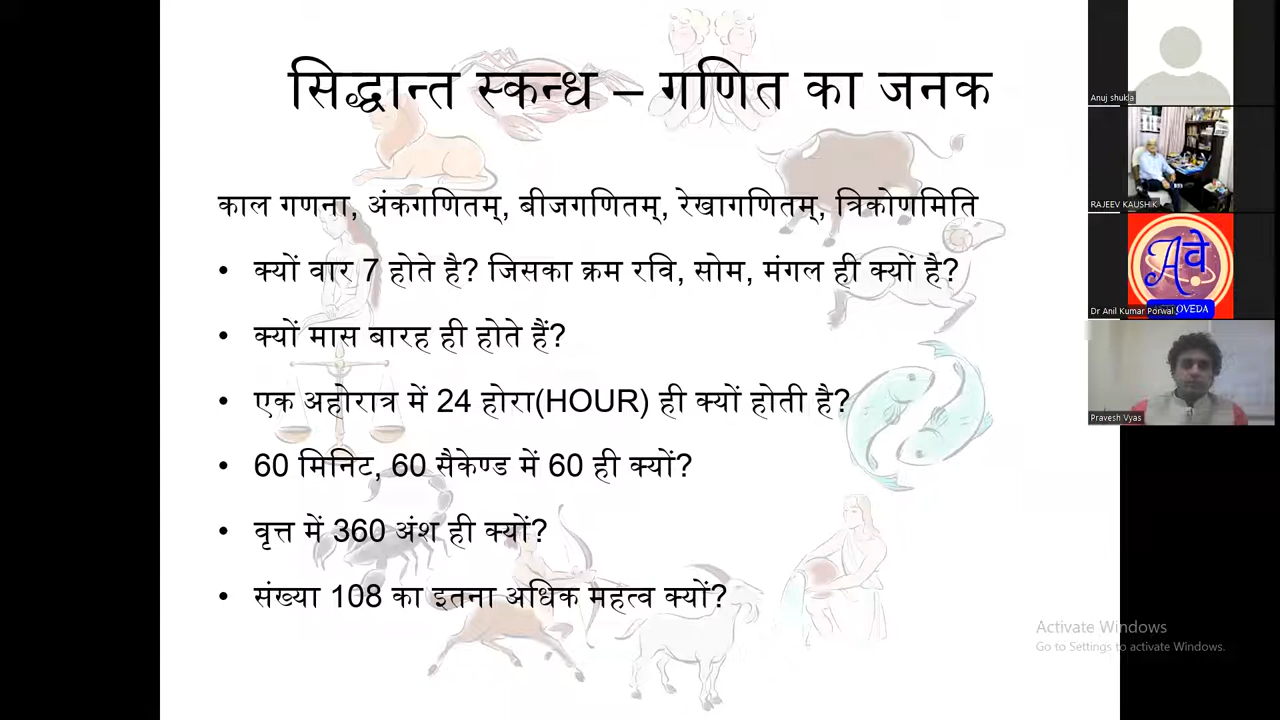 सिद्धान्त स्कन्ध – गणित का जनक
काल गणना, अंकगणितम्, बीजगणितम्, रेखागणितम्, त्रिकोणमिति
• क्यों वार 7 होते है? जिसका क्रम रवि, सोम, मंगल ही क्यों है?
• क्यों मास बारह ही होते हैं?
• एक अहोरात्र में 24 होरा(HOUR) ही क्यों होती है?
• 60 मिनिट, 60 सैकेण्ड में 60 ही क्यों?
• वृत्त में 360 अंश ही क्यों?
• संख्या 108 का इतना अधिक महत्व क्यों?
Anuj shukla
RAJEEV KAUSHIK
Aवे
Dr Anil Kumar Porwal
OVEDA
Pravesh Vyas
Activate Windows
Go to Settings to activate Windows.